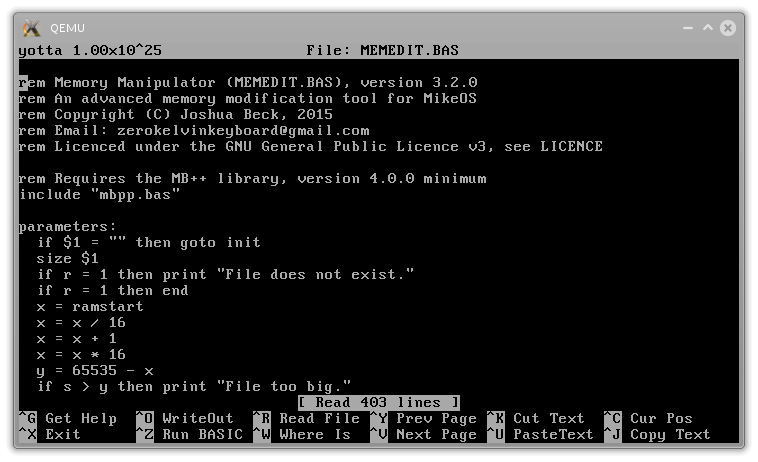 QEMU
yotta 1.00x10^25 File: MEMEDIT.BAS
rem Memory Manipulator (MEMEDIT.BAS), version 3.2.0
rem An advanced memory modification tool for MikeOS
rem Copyright (C) Joshua Beck, 2015
rem Email: zerokelvinkeyboard@gmail.com
rem Licenced under the GNU General Public Licence v3, see LICENCE
rem Requires the MB++ library, version 4.0.0 minimum
include "mbpp.bas"
parameters:
if $1 = "" then goto init
size $1
if r = 1 then print "File does not exist."
if r = 1 then end
x = ramstart
x = x / 16
x = x + 1
x = x * 16
y = 65535 - x
if s > y then print "File too big."
[ Read 403 lines ]
^G Get Help ^O WriteOut ^R Read File ^Y Prev Page ^K Cut Text ^C Cur Pos
^X Exit ^Z Run BASIC ^W Where Is ^V Next Page ^U PasteText ^J Copy Text